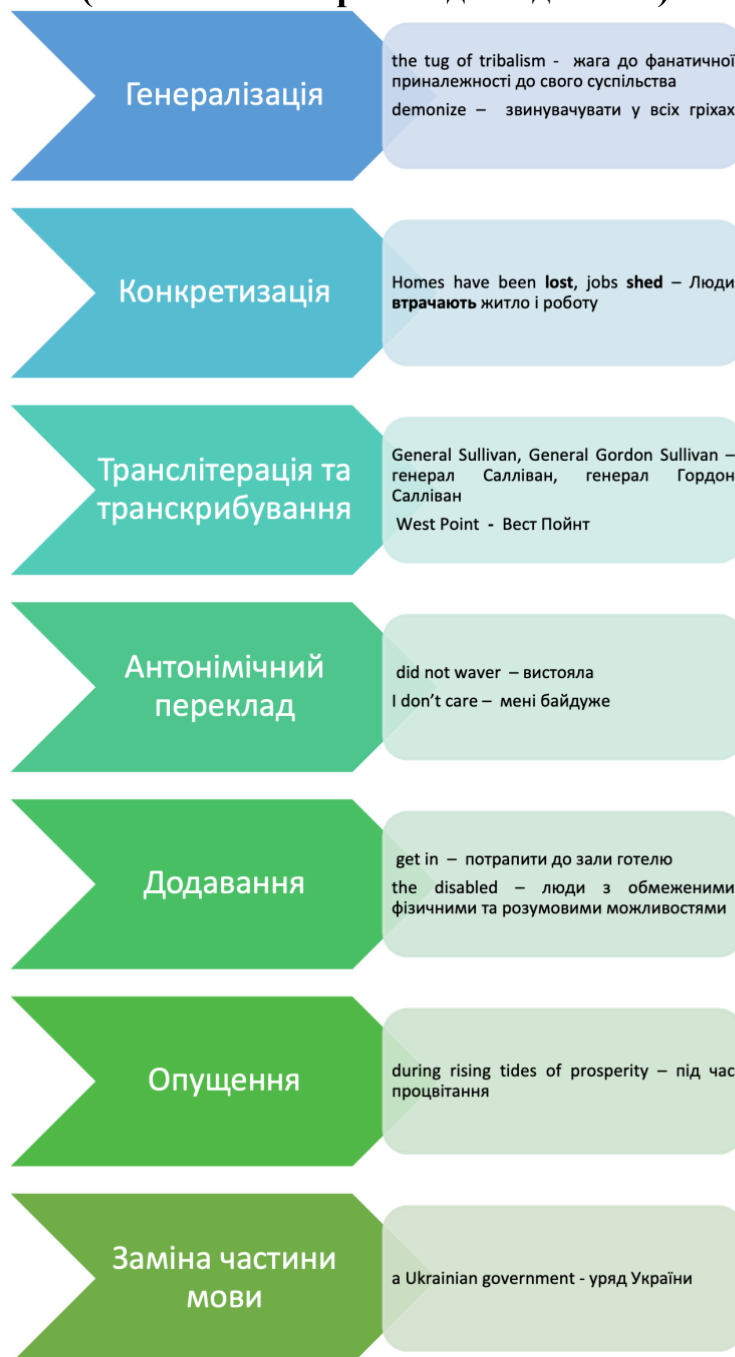 Генералізація
the tug of tribalism - жага до фанатичної
приналежності до свого суспільства
demonize – звинувачувати у всіх гріхах
Конкретизація
Homes have been lost, jobs shed – Люди
втрачають житло і роботу
Транслітерація та
транскрибування
General Sullivan, General Gordon Sullivan –
генерал Салліван, генерал Гордон
Салліван
West Point - Вест Пойнт
Антонімічний
переклад
did not waver – вистояла
I don't care – мені байдуже
Додавання
get in – потрапити до зали готелю
the disabled – люди з обмеженими
фізичними та розумовими можливостями
Опущення
during rising tides of prosperity – під час
процвітання
Заміна частини
мови
a Ukrainian government - уряд України